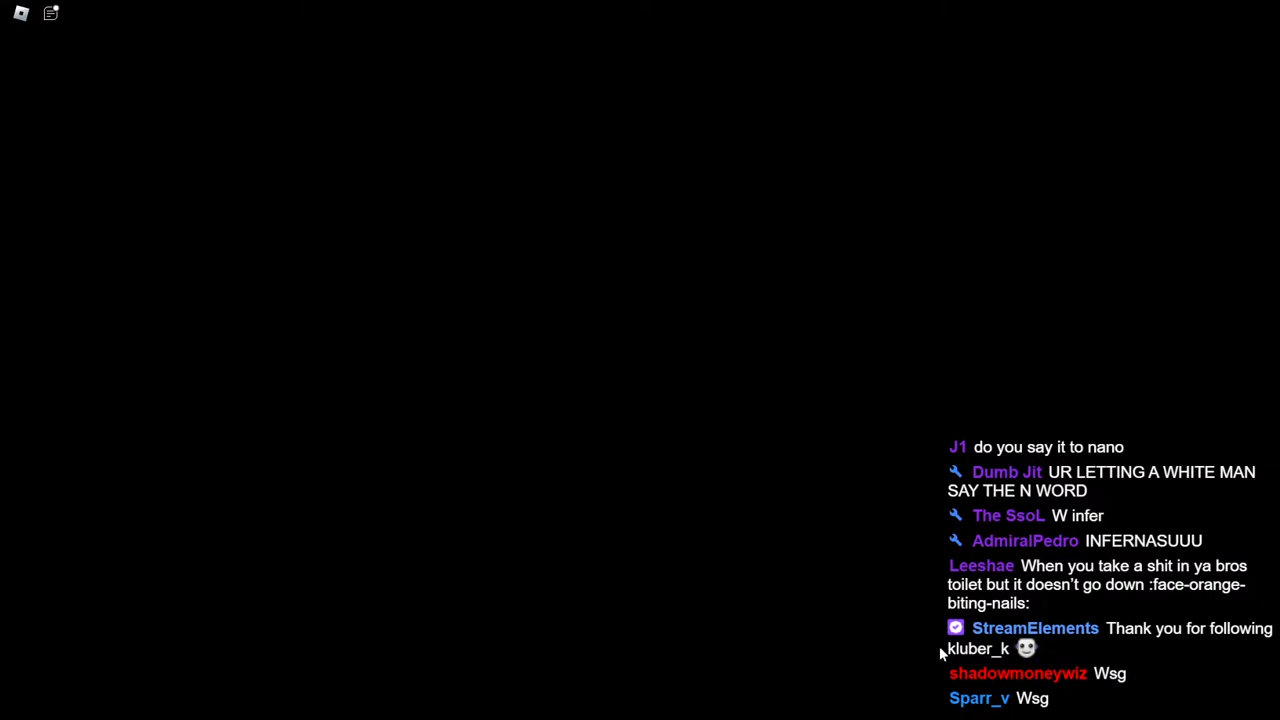 J1 do you say it to nano
Dumb Jit UR LETTING A WHITE MAN
SAY THE N WORD
The SsoL W infer
AdmiralPedro INFERNASUUU
Leeshae When you take a shit in ya bros
toilet but it doesn't go down :face-orange-
biting-nails:
StreamElements Thank you for following
kluber_k
shadowmoneywiz Wsg
Sparr_v Wsg